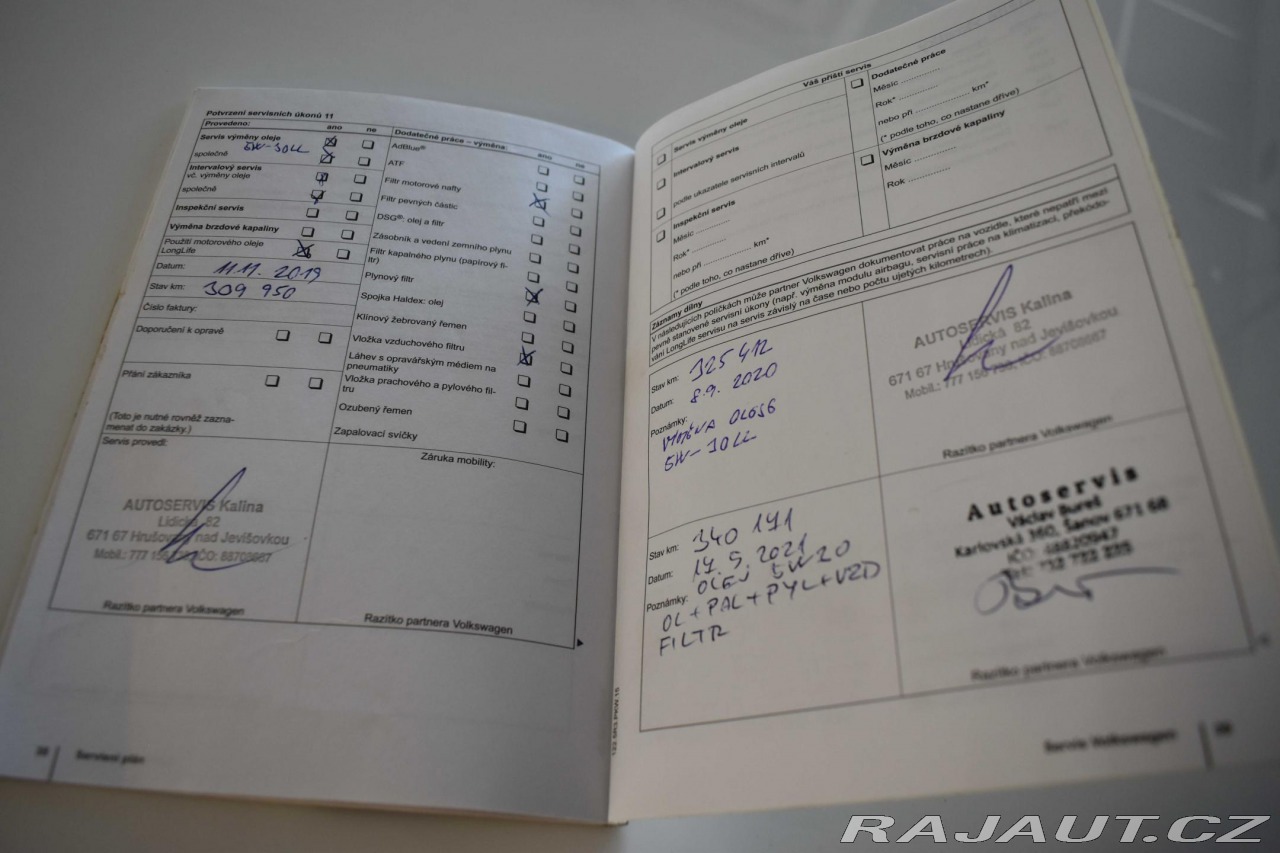 Potvrzení servisních úkonů 11
Provedeno: ano ne
Servis výměny oleje
5W-30LL
společně
Intervalový servis
vč. výměny oleje
společně
Inspekční servis
Výměna brzdové kapaliny
Použití motorového oleje
LongLife
Datum: 11.11. 2019
Stav km: 309 950
Číslo faktury:
Doporučení k opravě
Přání zákazníka
(Toto je nutné rovněž zazna-
menat do zakázky.)
Servis provedl:
AUTOSERVIS Kalina
Lidická 82
671 67 Hrušovany nad Jevišovkou
Razítko partnera Volkswagen
Dodatečné práce – výměna: ano ne
AdBlue®
ATF
Filtr motorové nafty
Filtr pevných částic
DSG®: olej a filtr
Zásobník a vedení zemního plynu
Filtr kapalného plynu (papírový fi-
ltr)
Plynový filtr
Spojka Haldex: olej
Klínový žebrovaný řemen
Vložka vzduchového filtru
Láhev s opravářským médiem na
pneumatiky
Vložka prachového a pylového fil-
tru
Ozubený řemen
Zapalovací svíčky
Záruka mobility:
Razítko partnera Volkswagen
Servisní plán
Váš příští servis
Servis výměny oleje
Intervalový servis
podle ukazatele servisních intervalů
Inspekční servis
Měsíc ...............
Rok* ...............
nebo při ............... km*
(* podle toho, co nastane dříve)
Dodatečné práce
Měsíc ...............
Rok* ...............
nebo při ............... km*
(* podle toho, co nastane dříve)
Výměna brzdové kapaliny
Měsíc ...............
Rok ...............
Záznamy dílny
V následujících políčkách může partner Volkswagen dokumentovat práce na vozidle, které nepatří mezi
pevně stanovené servisní úkony (např. výměna modulu airbagu, servisní práce na klimatizaci, překódo-
vání LongLife servisu na servis závislý na čase nebo počtu ujetých kilometrech).
Stav km: 325 412
Datum: 8.9. 2020
Poznámky:
VÝMĚNA OLEJE
5W-30LL
AUTOSERVIS Kalina
Lidická 82
671 67 Hrušovany nad Jevišovkou
Razítko partnera Volkswagen
Stav km: 340 171
Datum: 14.5.2021
Poznámky: OLEJ 5W20
OL+PAL+PYL+VZD
FILTR
Autoservis
Václav Bureš
Karlovská 360, Šanov 671 68
Razítko partnera Volkswagen
Servis Volkswagen
RAJAUT.CZ